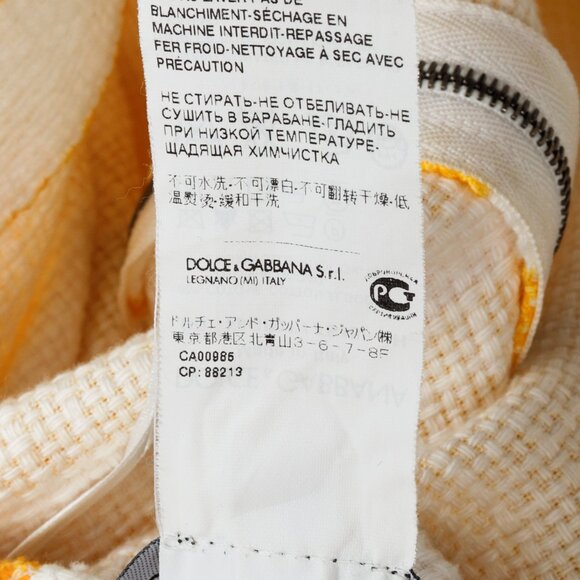 BLANCHIMENT-SÉCHAGE EN
MACHINE INTERDIT-REPASSAGE
FER FROID-NETTOYAGE À SEC AVEC
PRÉCAUTION
НЕ СТИРАТЬ-НЕ ОТБЕЛИВАТЬ-НЕ
СУШИТЬ В БАРАБАНЕ-ГЛАДИТЬ
ПРИ НИЗКОЙ ТЕМПЕРАТУРЕ-
ЩАДЯЩАЯ ХИМЧИСТКА
不可水洗-不可漂白-不可翻转干燥-低
温熨烫-缓和干洗
DOLCE & GABBANA S.r.l.
LEGNANO (MI) ITALY
ドルチェ・アンド・ガッバーナ・ジャパン㈱
東京都港区北青山3-6-7-8F
CA00985
CP: 88213